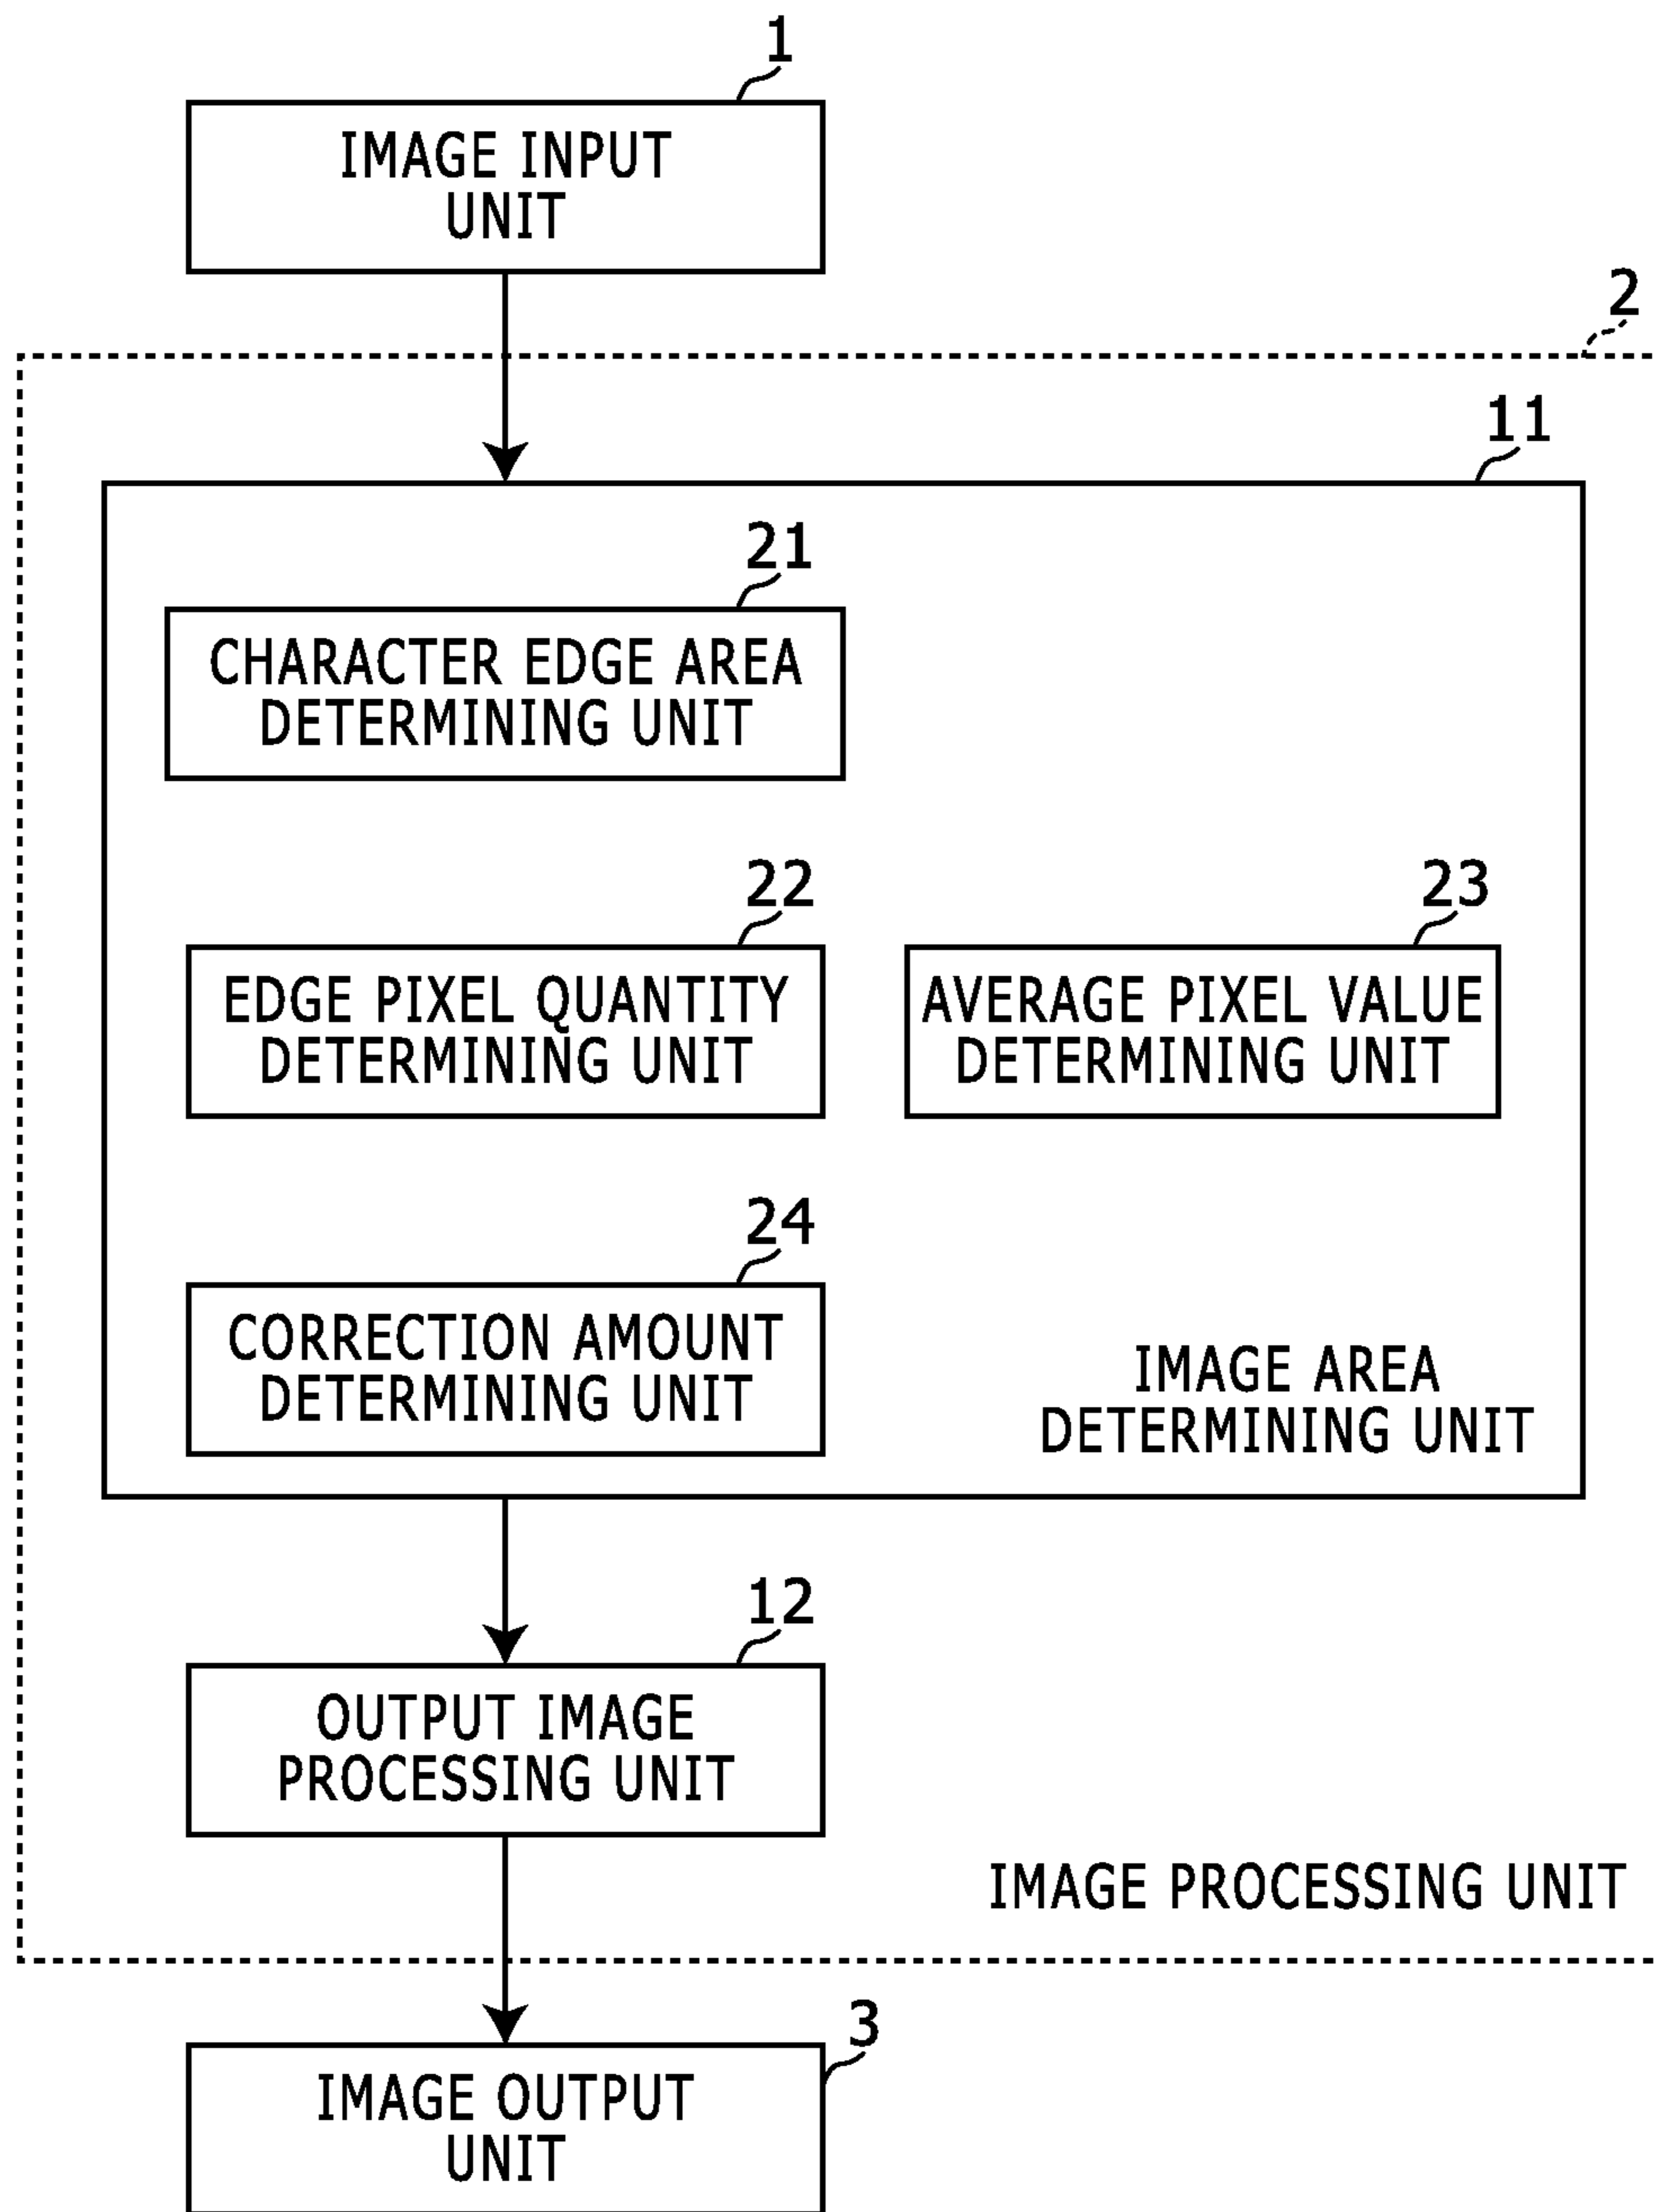 1
IMAGE INPUT
UNIT
2
11
21
CHARACTER EDGE AREA
DETERMINING UNIT
22
EDGE PIXEL QUANTITY
DETERMINING UNIT
23
AVERAGE PIXEL VALUE
DETERMINING UNIT
24
CORRECTION AMOUNT
DETERMINING UNIT
IMAGE AREA
DETERMINING UNIT
12
OUTPUT IMAGE
PROCESSING UNIT
IMAGE PROCESSING UNIT
3
IMAGE OUTPUT
UNIT